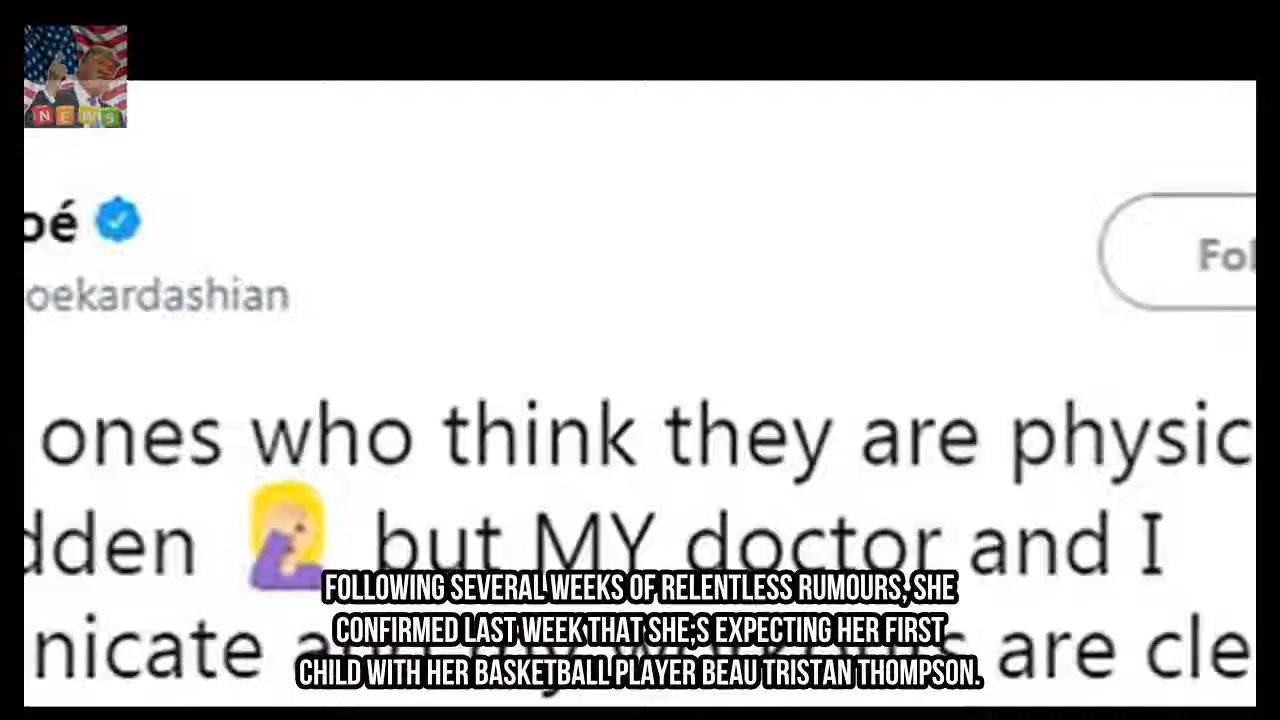 NEWS
oé
oekardashian
Fol
ones who think they are physic
dden but MY doctor and I
nicate are cle
FOLLOWING SEVERAL WEEKS OF RELENTLESS RUMOURS, SHE
CONFIRMED LAST WEEK THAT SHE;S EXPECTING HER FIRST
CHILD WITH HER BASKETBALL PLAYER BEAU TRISTAN THOMPSON.